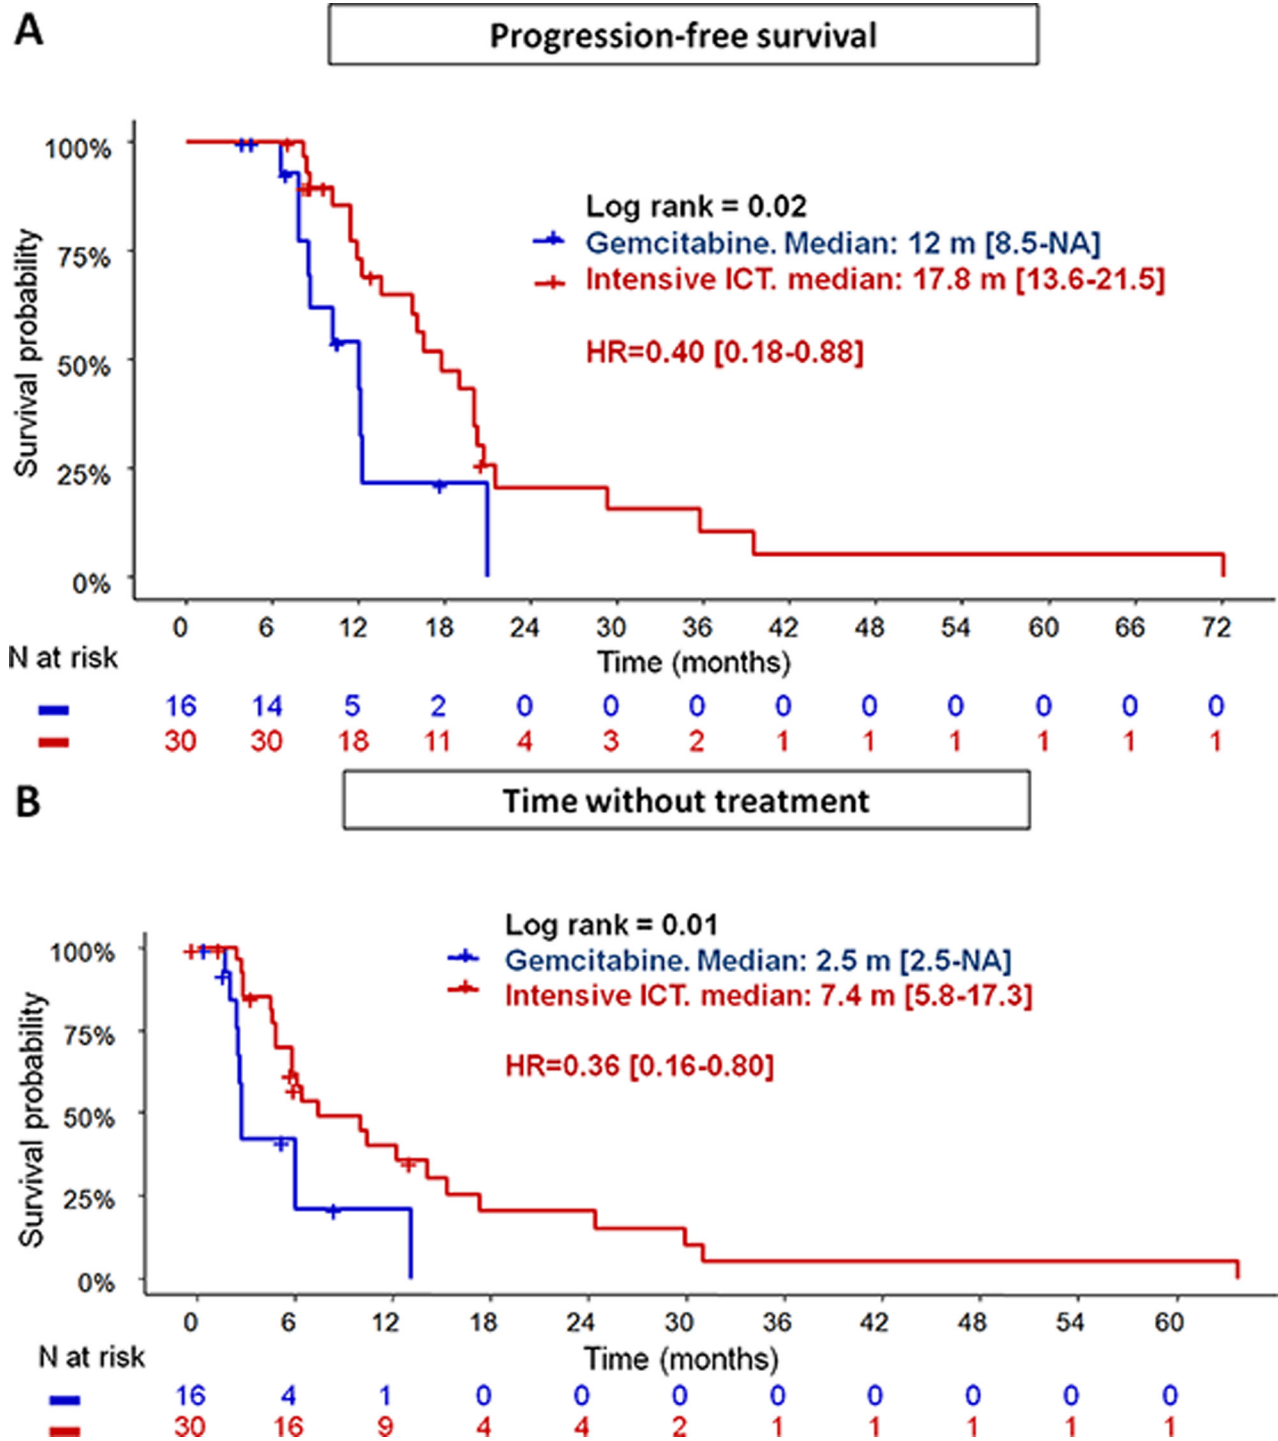 A
Progression-free survival
Survival probability
100%
75%
50%
25%
0%
Log rank = 0.02
Gemcitabine. Median: 12 m [8.5-NA]
Intensive ICT. median: 17.8 m [13.6-21.5]
HR=0.40 [0.18-0.88]
0 6 12 18 24 30 36 42 48 54 60 66 72
N at risk
Time (months)
16 14 5 2 0 0 0 0 0 0 0 0 0
30 30 18 11 4 3 2 1 1 1 1 1 1
B
Time without treatment
Survival probability
100%
75%
50%
25%
0%
Log rank = 0.01
Gemcitabine. Median: 2.5 m [2.5-NA]
Intensive ICT. median: 7.4 m [5.8-17.3]
HR=0.36 [0.16-0.80]
0 6 12 18 24 30 36 42 48 54 60
N at risk
Time (months)
16 4 1 0 0 0 0 0 0 0 0
30 16 9 4 4 2 1 1 1 1 1